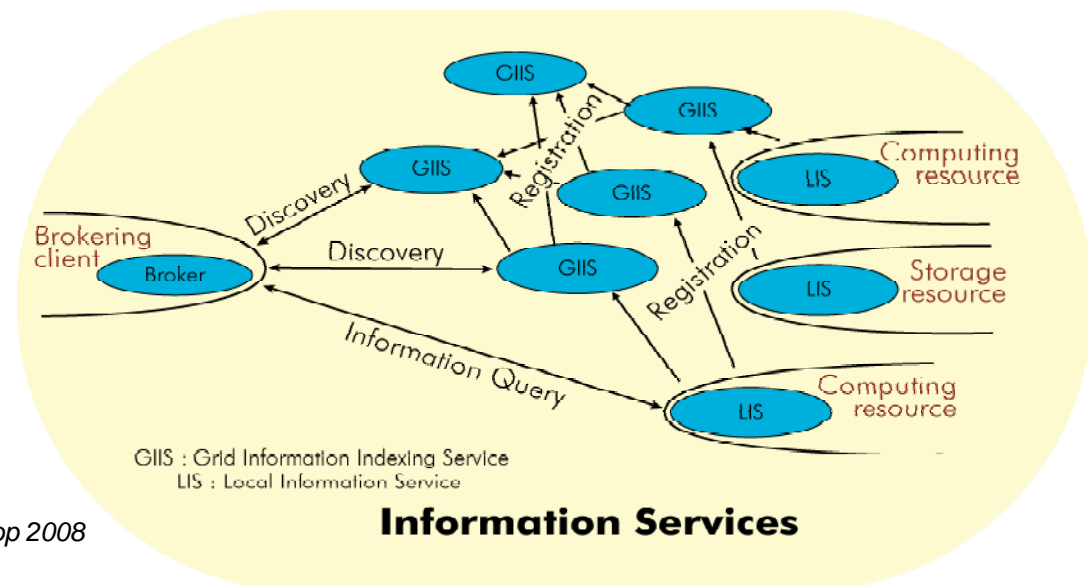 GIIS
GIIS
Registration
GIIS
GIIS
Computing
resource
LIS
Discovery
Brokering
client
Broker
Discovery
GIIS
Registration
Storage
resource
LIS
Information Query
Computing
resource
LIS
GIIS : Grid Information Indexing Service
LIS : Local Information Service
Information Services
2008